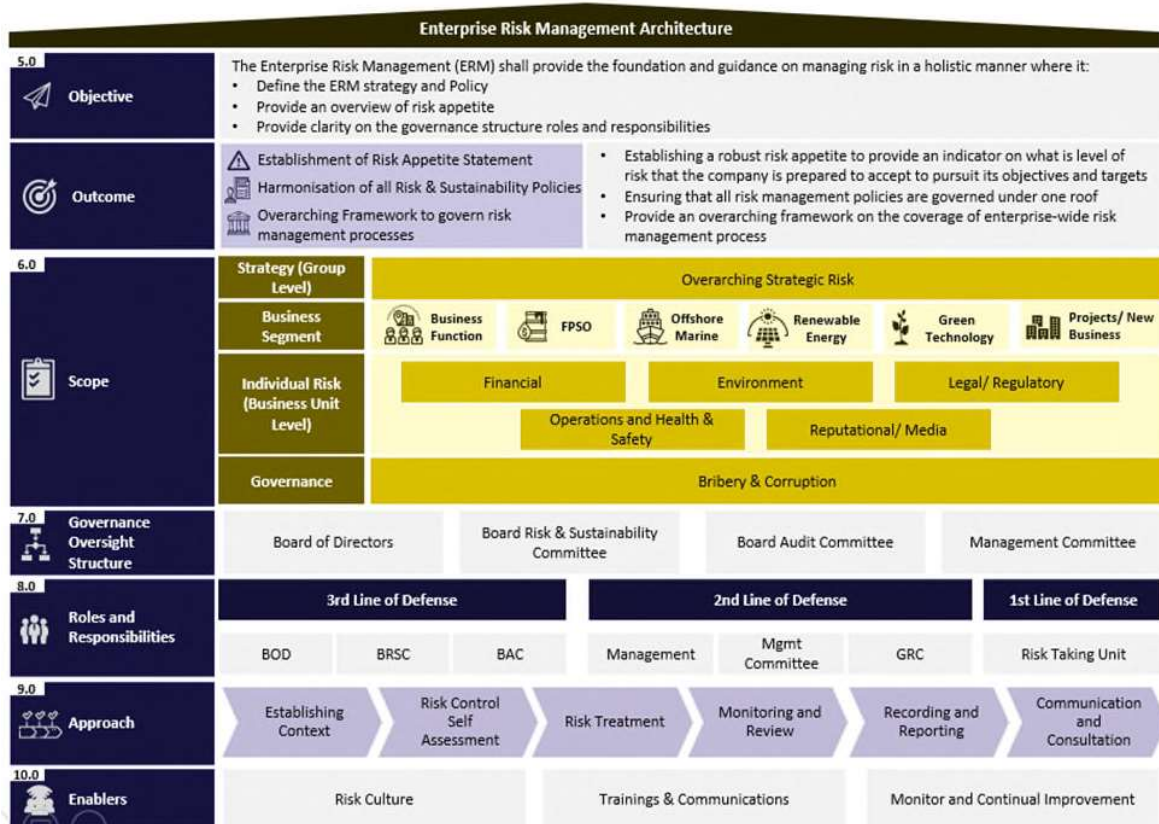 Enterprise Risk Management Architecture
5.0
Objective
The Enterprise Risk Management (ERM) shall provide the foundation and guidance on managing risk in a holistic manner where it:
• Define the ERM strategy and Policy
• Provide an overview of risk appetite
• Provide clarity on the governance structure roles and responsibilities
Outcome
Establishment of Risk Appetite Statement
Harmonisation of all Risk & Sustainability Policies
Overarching Framework to govern risk
management processes
• Establishing a robust risk appetite to provide an indicator on what is level of
risk that the company is prepared to accept to pursuit its objectives and targets
• Ensuring that all risk management policies are governed under one roof
• Provide an overarching framework on the coverage of enterprise-wide risk
management process
6.0
Scope
Strategy (Group
Level)
Overarching Strategic Risk
Business
Segment
Business
Function
FPSO
Offshore
Marine
Renewable
Energy
Green
Technology
Projects/ New
Business
Individual Risk
(Business Unit
Level)
Financial
Environment
Legal/ Regulatory
Operations and Health &
Safety
Reputational/ Media
Governance
Bribery & Corruption
7.0
Governance
Oversight
Structure
Board of Directors
Board Risk & Sustainability
Committee
Board Audit Committee
Management Committee
8.0
Roles and
Responsibilities
3rd Line of Defense
2nd Line of Defense
1st Line of Defense
BOD
BRSC
BAC
Management
Mgmt
Committee
GRC
Risk Taking Unit
9.0
Approach
Establishing
Context
Risk Control
Self
Assessment
Risk Treatment
Monitoring and
Review
Recording and
Reporting
Communication
and
Consultation
10.0
Enablers
Risk Culture
Trainings & Communications
Monitor and Continual Improvement